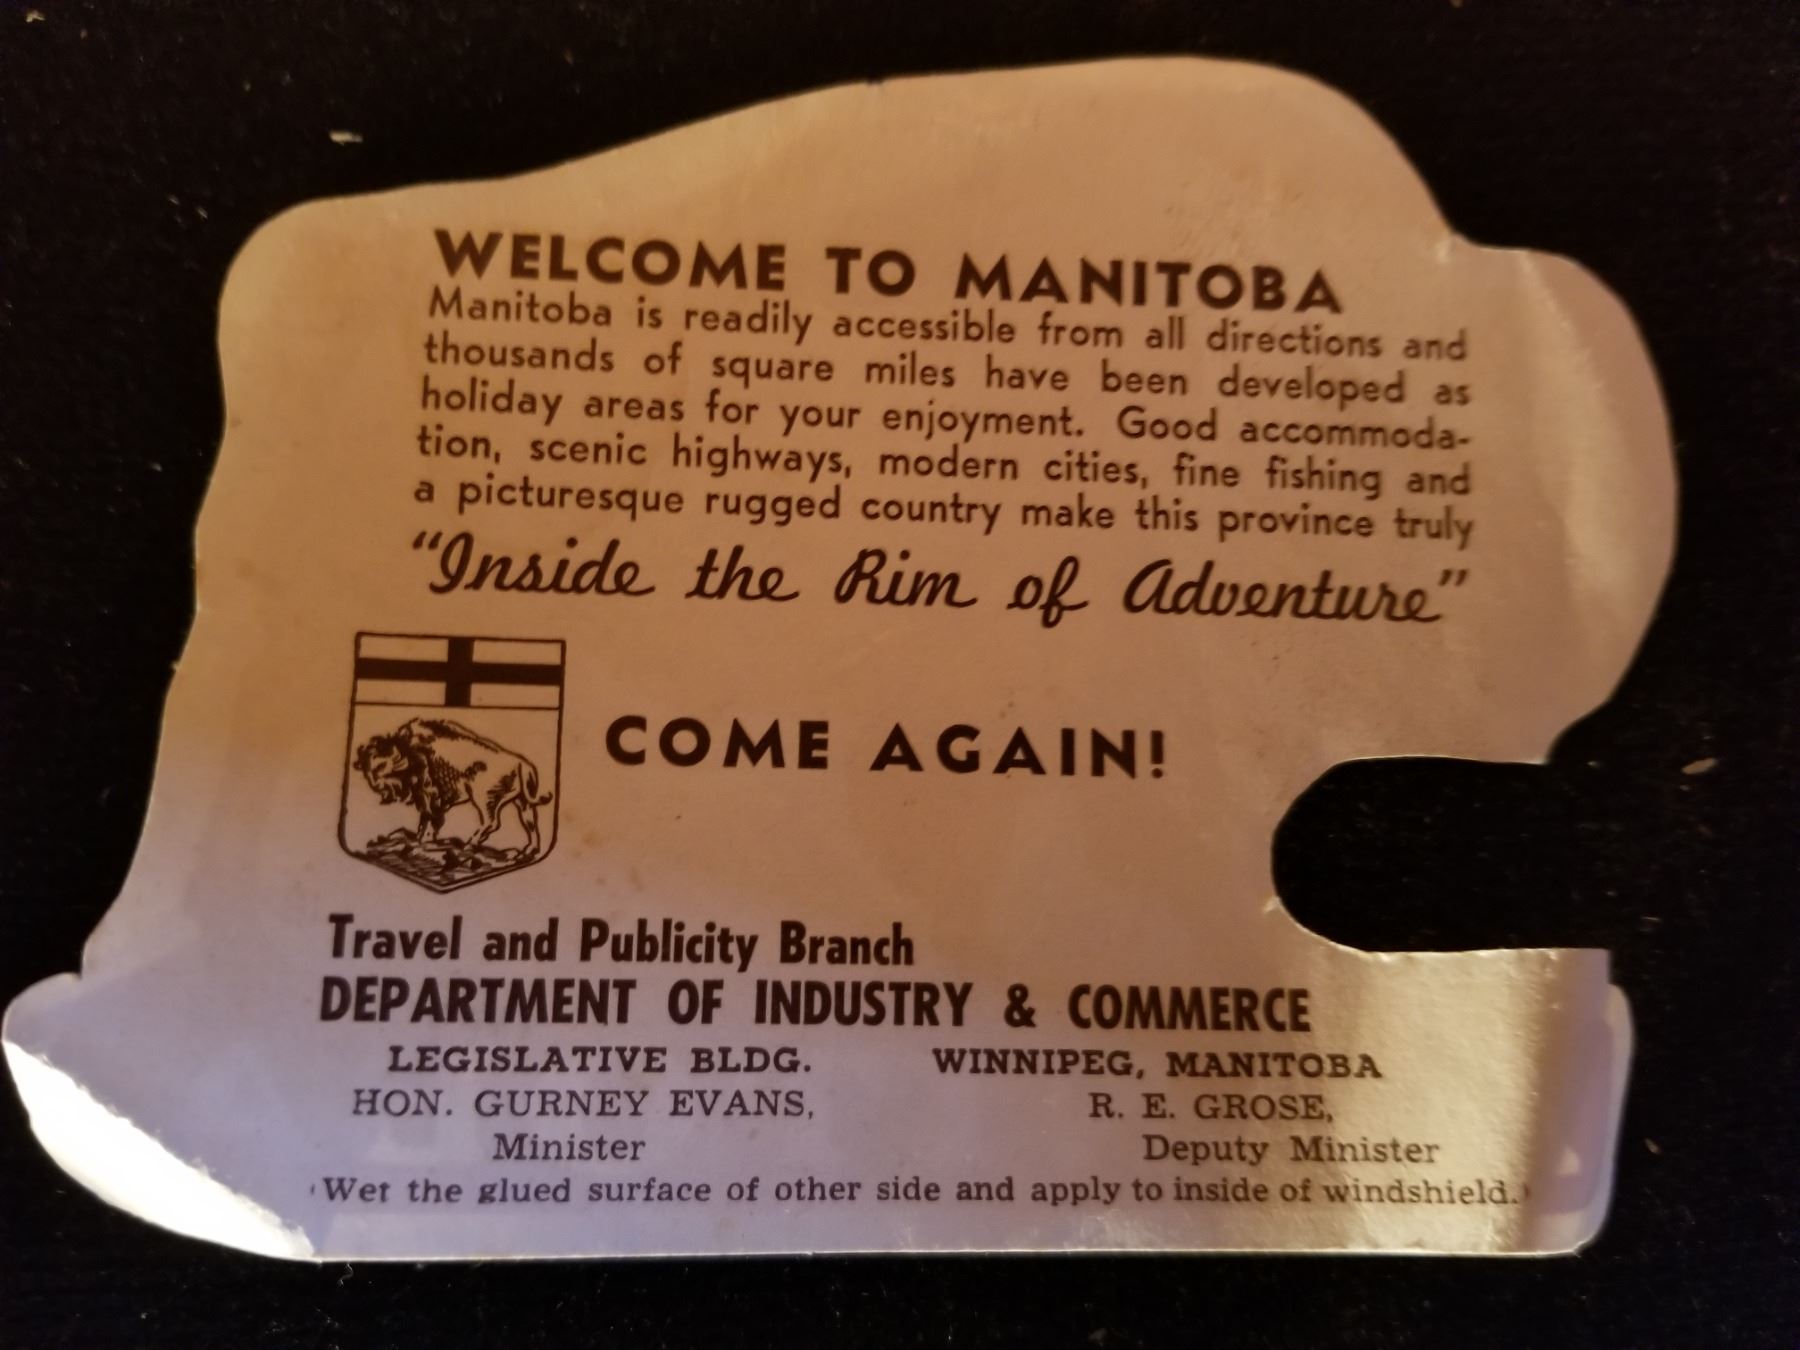 WELCOME TO MANITOBA
Manitoba is readily accessible from all directions and
thousands of square miles have been developed as
holiday areas for your enjoyment. Good accommoda-
tion, scenic highways, modern cities, fine fishing and
a picturesque rugged country make this province truly
"Inside the Rim of Adventure"
COME AGAIN!
Travel and Publicity Branch
DEPARTMENT OF INDUSTRY & COMMERCE
LEGISLATIVE BLDG. WINNIPEG, MANITOBA
HON. GURNEY EVANS, R. E. GROSE,
Minister Deputy Minister
'Wet the glued surface of other side and apply to inside of windshield.'